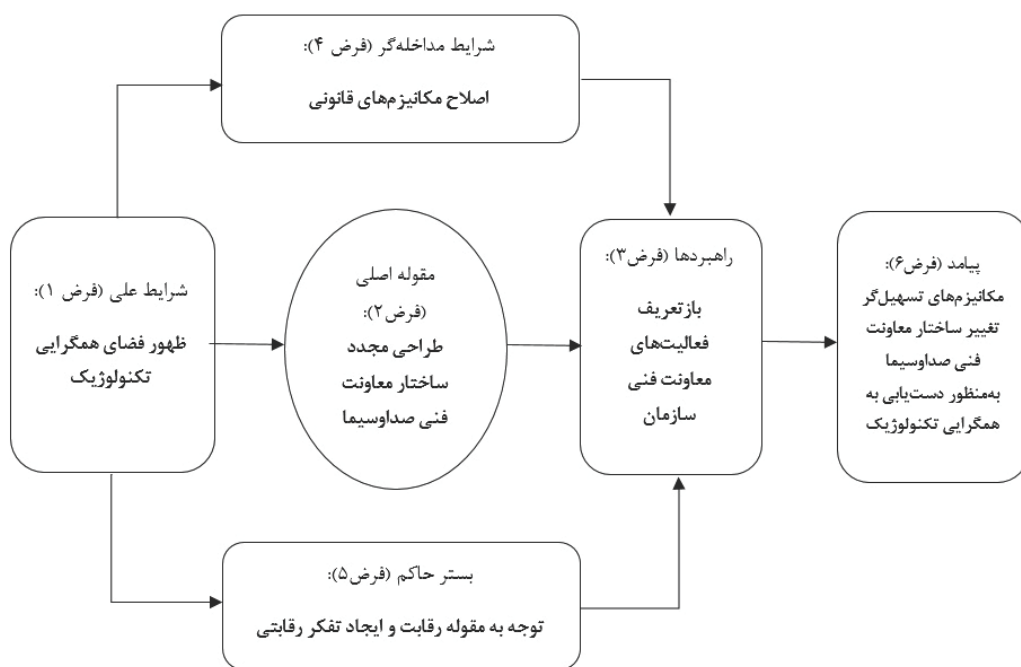 شرایط مداخله‌گر (فرض ۴):
اصلاح مکانیزم‌های قانونی
شرایط علی (فرض ۱):
ظهور فضای همگرایی
تکنولوژیک
مقوله اصلی
(فرض۲):
طراحی مجدد
ساختار معاونت
فنی صداوسیما
راهبردها (فرض۳):
بازتعریف
فعالیت‌های
معاونت فنی
سازمان
پیامد (فرض۶):
مکانیزم‌های تسهیل‌گر
تغییر ساختار معاونت
فنی صداوسیما
به‌منظور دست‌یابی به
همگرایی تکنولوژیک
بستر حاکم (فرض۵):
توجه به مقوله رقابت و ایجاد تفکر رقابتی